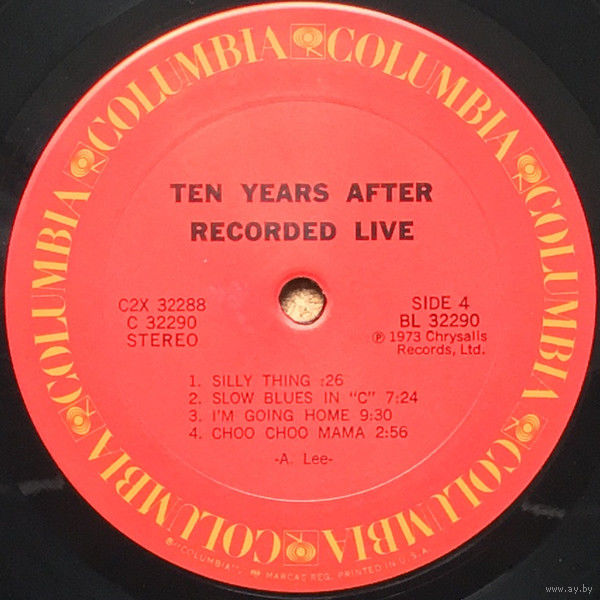 COLUMBIA COLUMBIA COLUMBIA COLUMBIA COLUMBIA COLUMBIA
TEN YEARS AFTER
RECORDED LIVE
C2X 32288
C 32290
STEREO
SIDE 4
BL 32290
℗ 1973 Chrysalis
Records, Ltd.
1. SILLY THING :26
2. SLOW BLUES IN "C" 7:24
3. I'M GOING HOME 9:30
4. CHOO CHOO MAMA 2:56
-A. Lee-
"COLUMBIA", MARCAS REG. PRINTED IN U.S.A.
www.ay.by